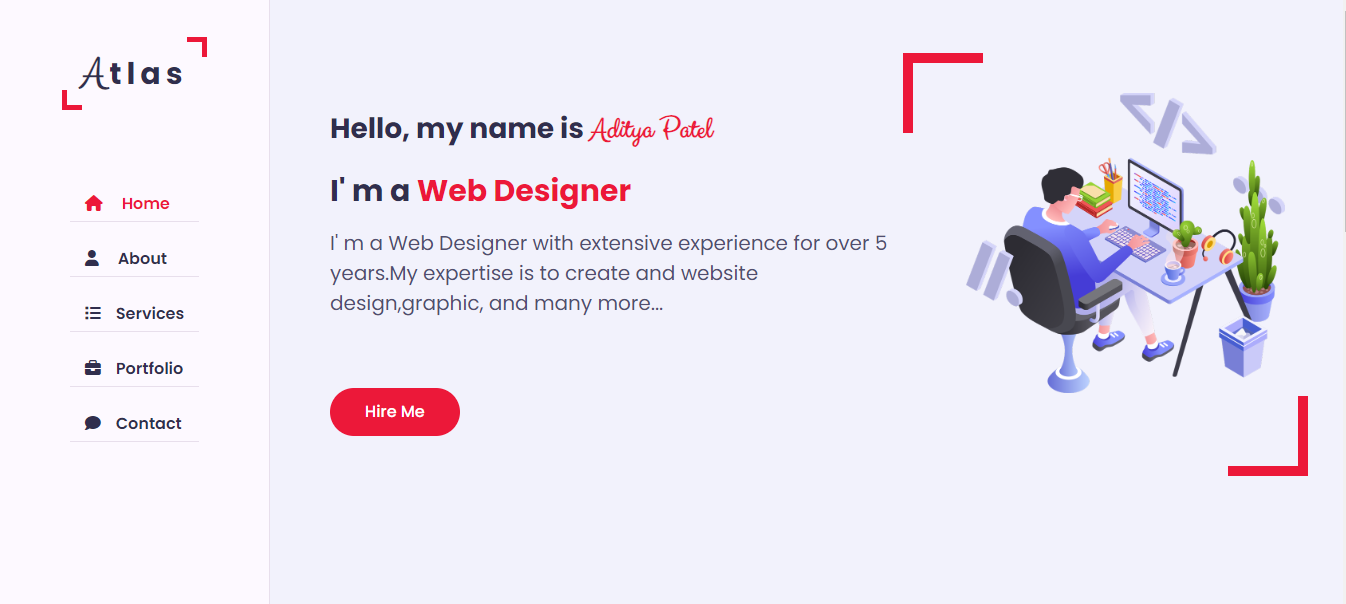 Atlas
Home
About
Services
Portfolio
Contact
Hello, my name is Aditya Patel
I' m a Web Designer
I' m a Web Designer with extensive experience for over 5
years.My expertise is to create and website
design,graphic, and many more...
Hire Me